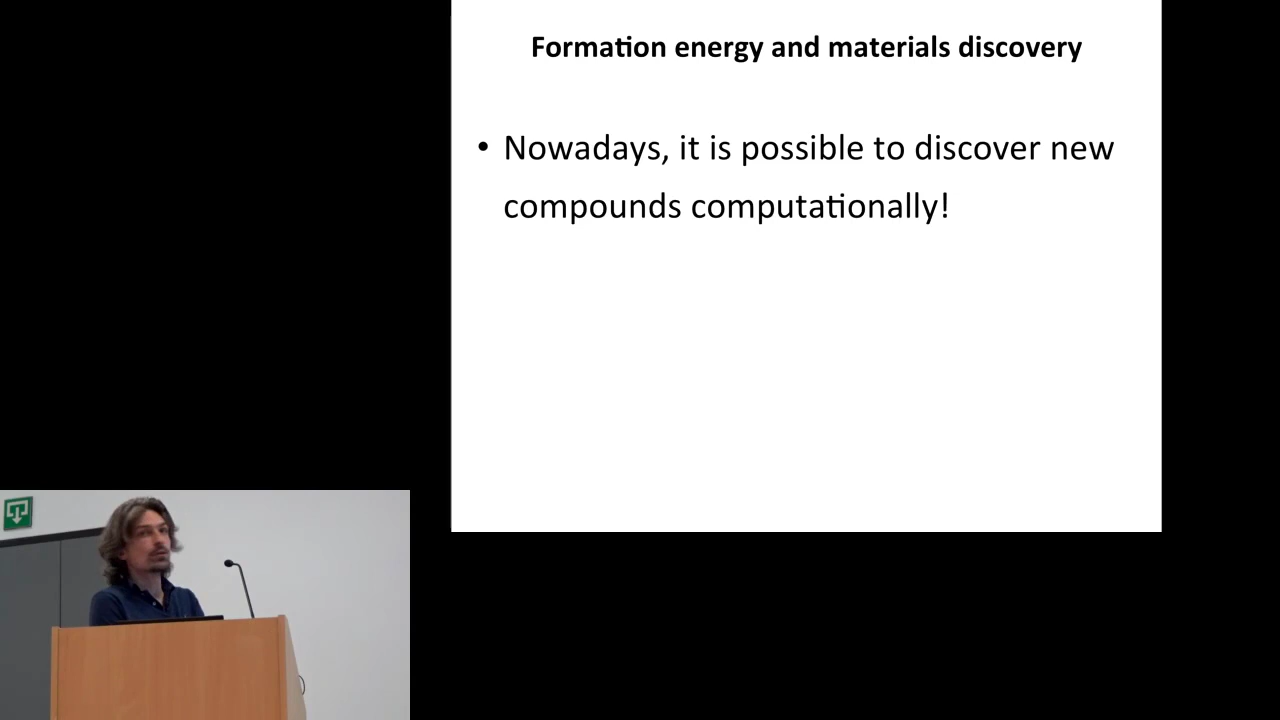 Formation energy and materials discovery
• Nowadays, it is possible to discover new
compounds computationally!